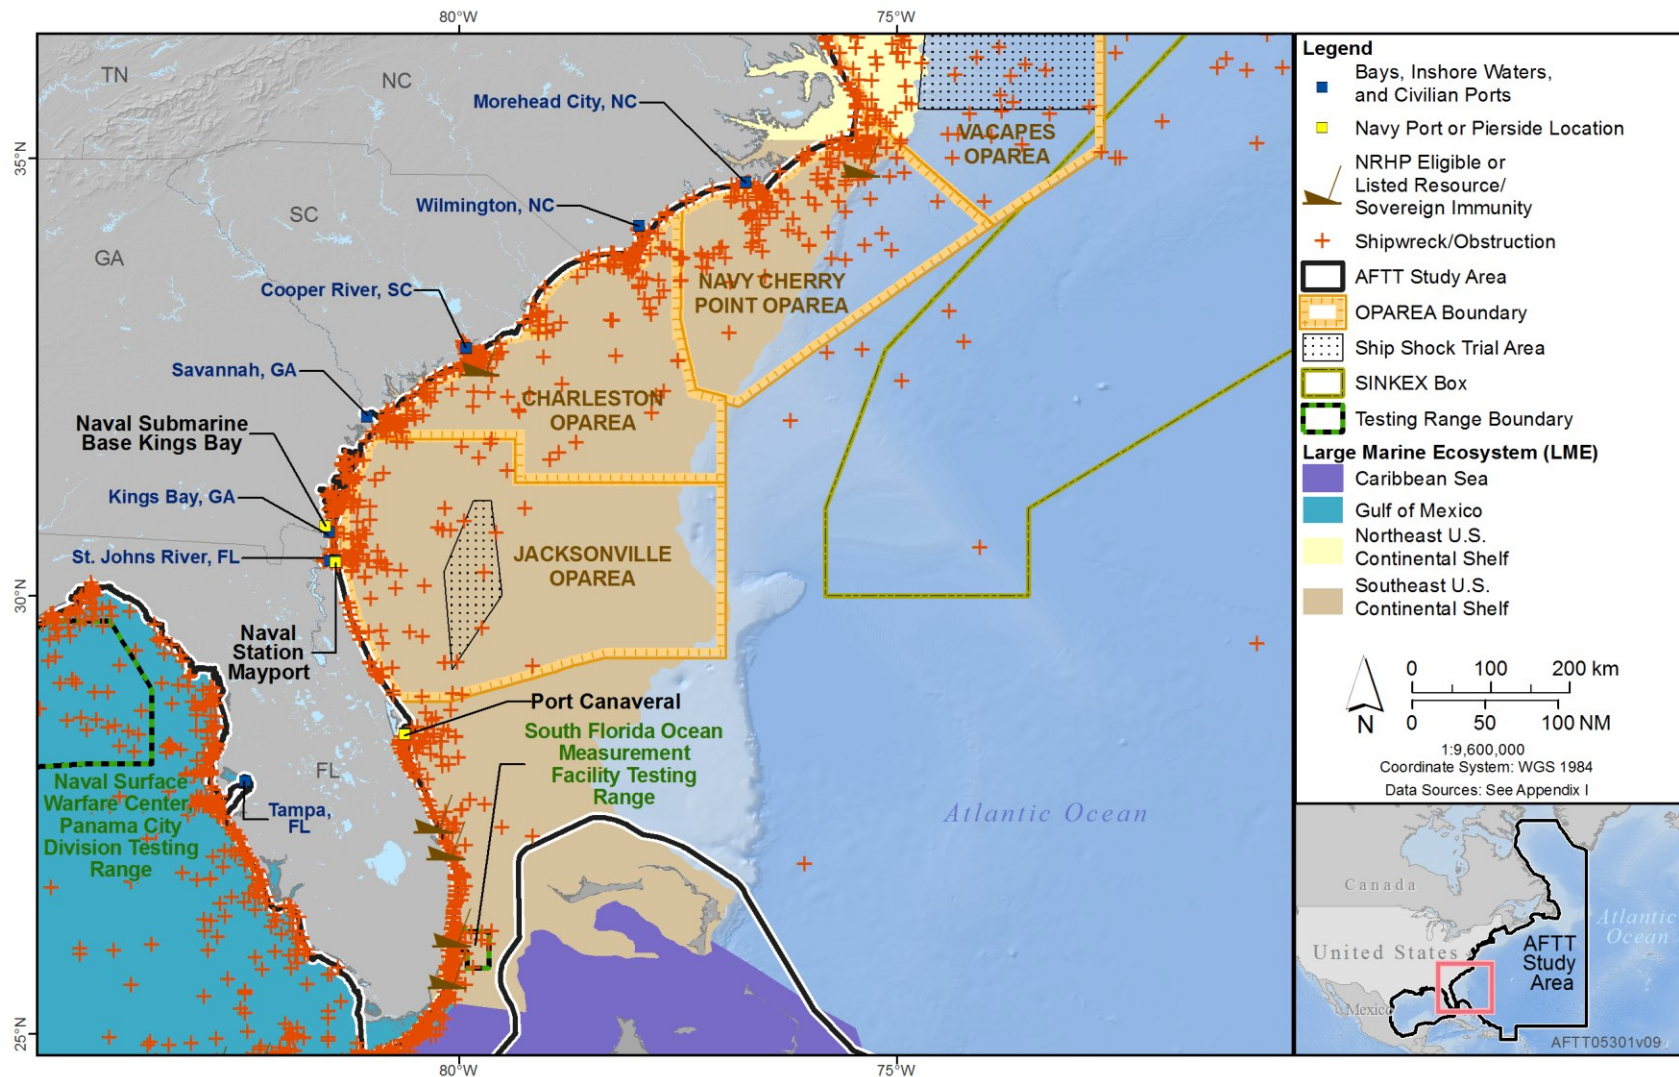 80°W
75°W
TN
NC
SC
GA
FL
35°N
30°N
25°N
80°W
75°W
Morehead City, NC
Wilmington, NC
Cooper River, SC
Savannah, GA
Naval Submarine
Base Kings Bay
Kings Bay, GA
St. Johns River, FL
Naval
Station
Mayport
Port Canaveral
South Florida Ocean
Measurement
Facility Testing
Range
Naval Surface
Warfare Center,
Panama City
Division Testing
Range
Tampa,
FL
VACAPES
OPAREA
NAVY CHERRY
POINT OPAREA
CHARLESTON
OPAREA
JACKSONVILLE
OPAREA
Atlantic Ocean
Legend
Bays, Inshore Waters,
and Civilian Ports
Navy Port or Pierside Location
NRHP Eligible or
Listed Resource/
Sovereign Immunity
Shipwreck/Obstruction
AFTT Study Area
OPAREA Boundary
Ship Shock Trial Area
SINKEX Box
Testing Range Boundary
Large Marine Ecosystem (LME)
Caribbean Sea
Gulf of Mexico
Northeast U.S.
Continental Shelf
Southeast U.S.
Continental Shelf
N
0 100 200 km
0 50 100 NM
1:9,600,000
Coordinate System: WGS 1984
Data Sources: See Appendix I
Canada
United States
Mexico
Atlantic
Ocean
AFTT
Study
Area
AFTT05301v09